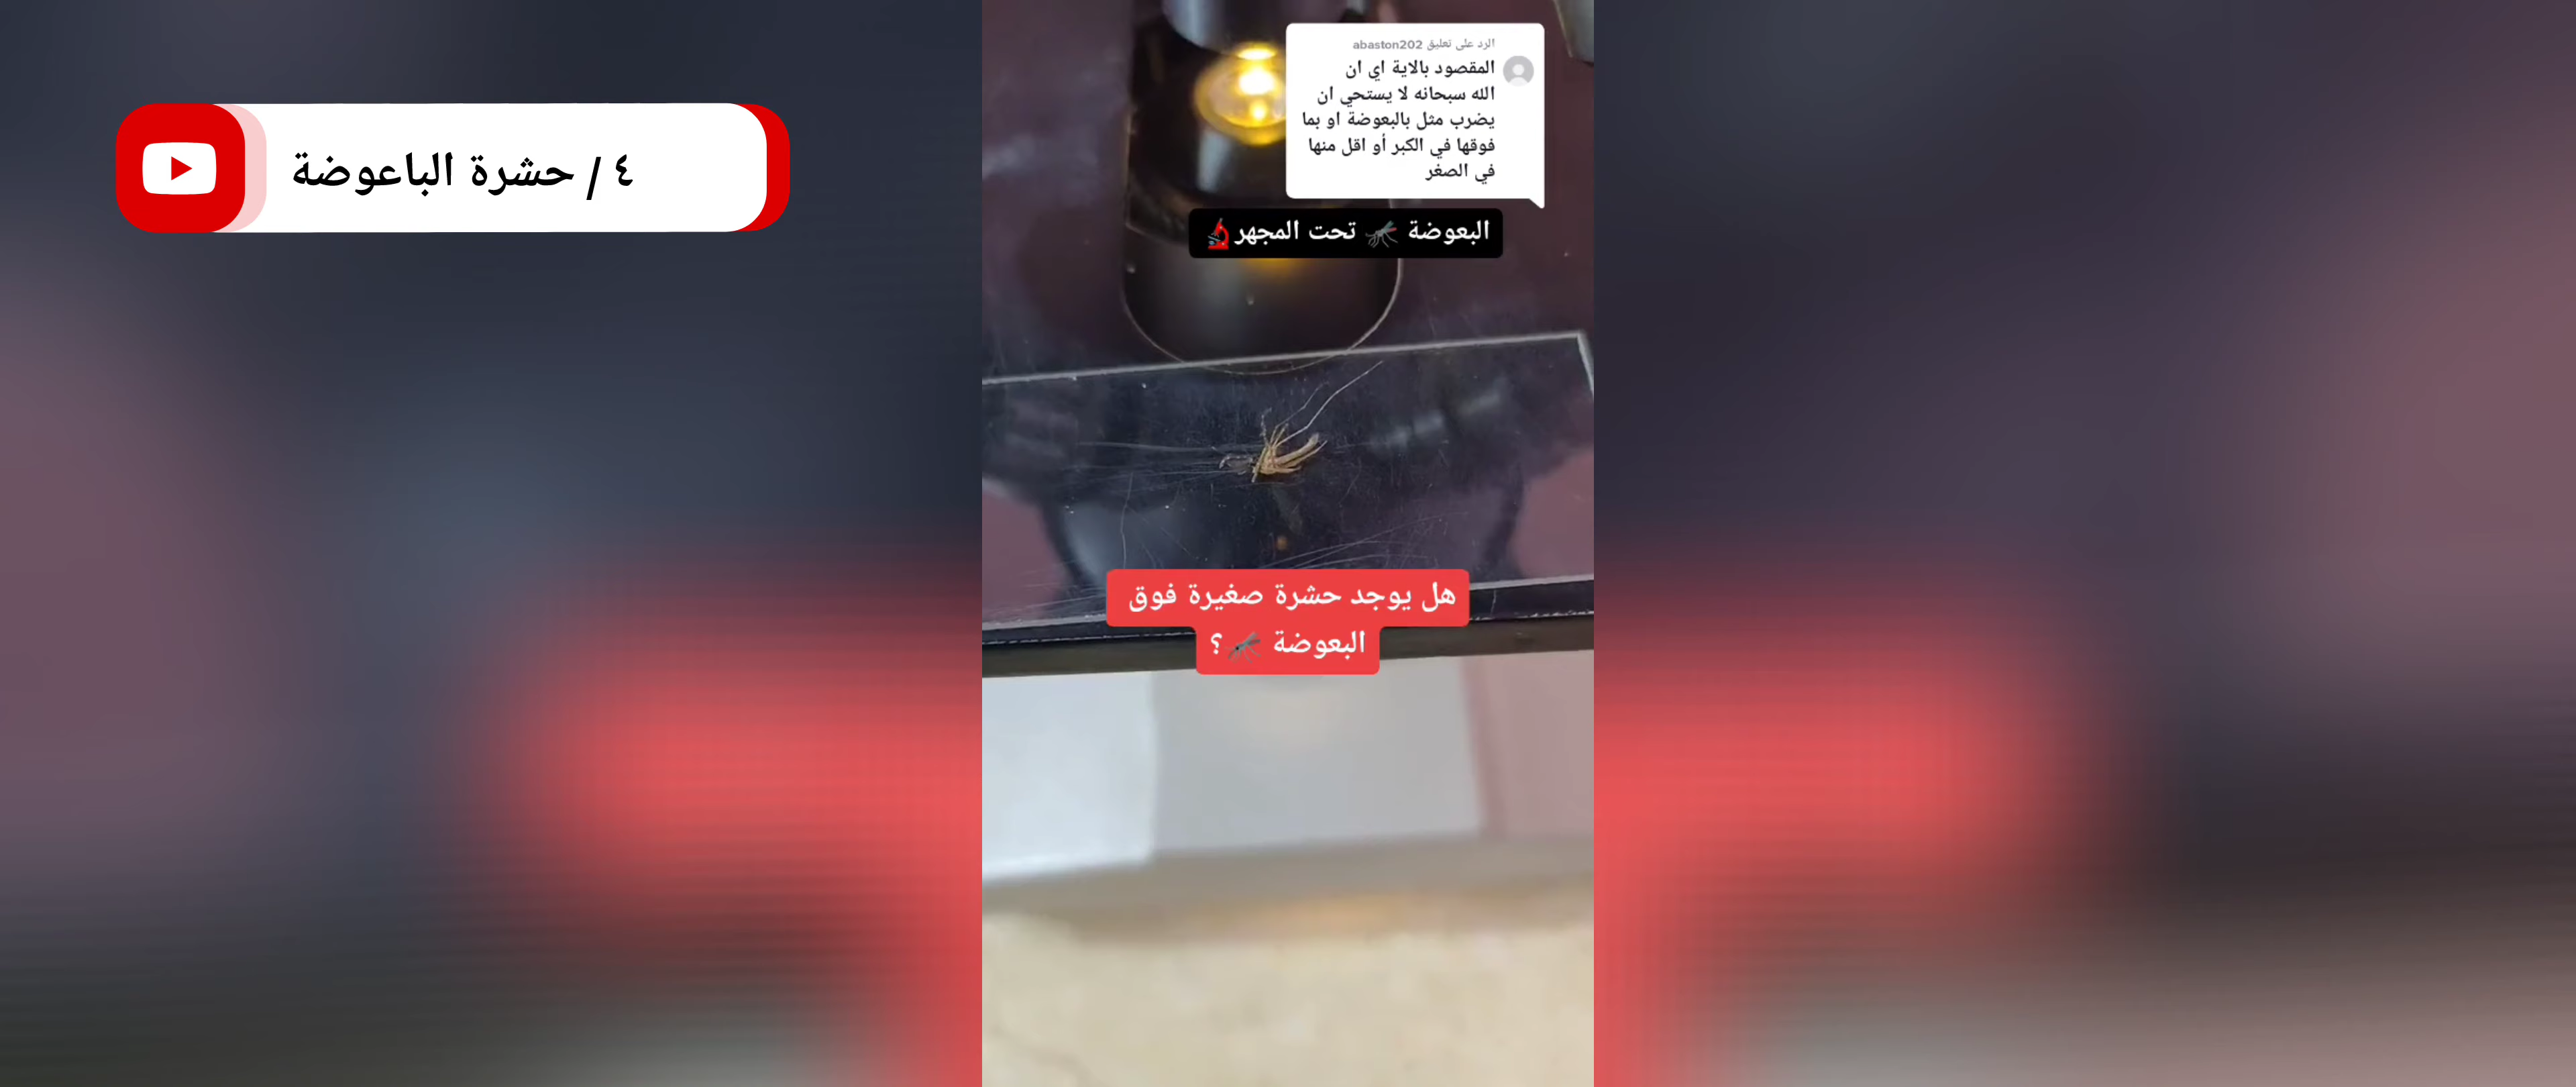 ٤ / حشرة الباعوضة
الرد على تعليق abaston202
المقصود بالاية اي ان
الله سبحانه لا يستحي ان
يضرب مثل بالبعوضة او بما
فوقها في الكبر أو اقل منها
في الصغر
البعوضة 🦟 تحت المجهر🔬
هل يوجد حشرة صغيرة فوق
البعوضة 🦟؟